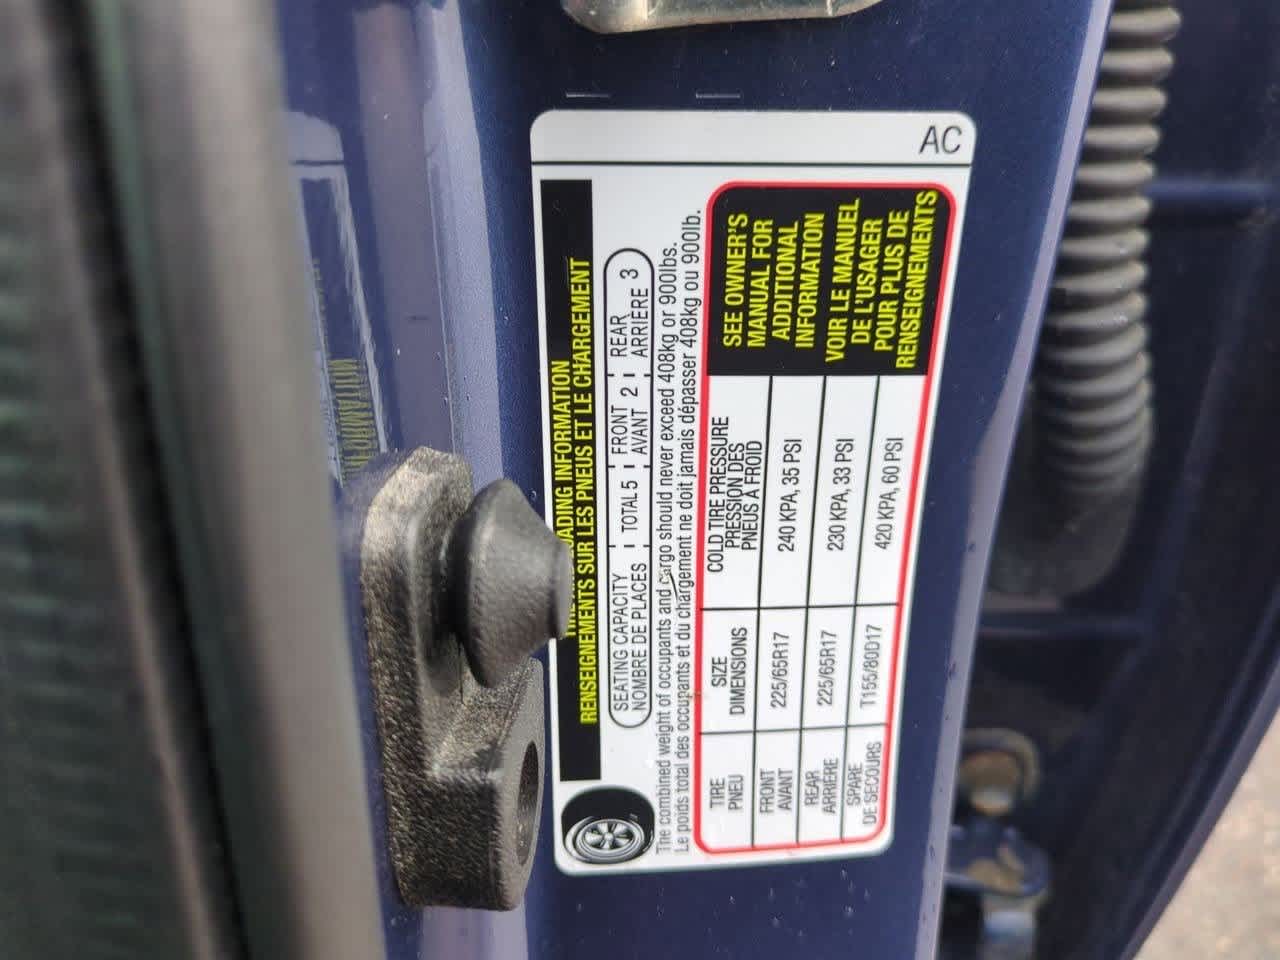 AC
LOADING INFORMATION
RENSEIGNEMENTS SUR LES PNEUS ET LE CHARGEMENT
SEATING CAPACITY TOTAL 5 FRONT REAR
NOMBRE DE PLACES AVANT 2 ARRIÈRE 3
The combined weight of occupants and cargo should never exceed 408kg or 900lbs.
Le poids total des occupants et du chargement ne doit jamais dépasser 408kg ou 900lb.
TIRE SIZE COLD TIRE PRESSURE
PNEU DIMENSIONS PRESSION DES
PNEUS A FROID
FRONT 225/65R17 240 KPA, 35 PSI
AVANT
REAR 225/65R17 230 KPA, 33 PSI
ARRIÈRE
SPARE T155/80D17 420 KPA, 60 PSI
DE SECOURS
SEE OWNER'S
MANUAL FOR
ADDITIONAL
INFORMATION
VOIR LE MANUEL
DE L'USAGER
POUR PLUS DE
RENSEIGNEMENTS